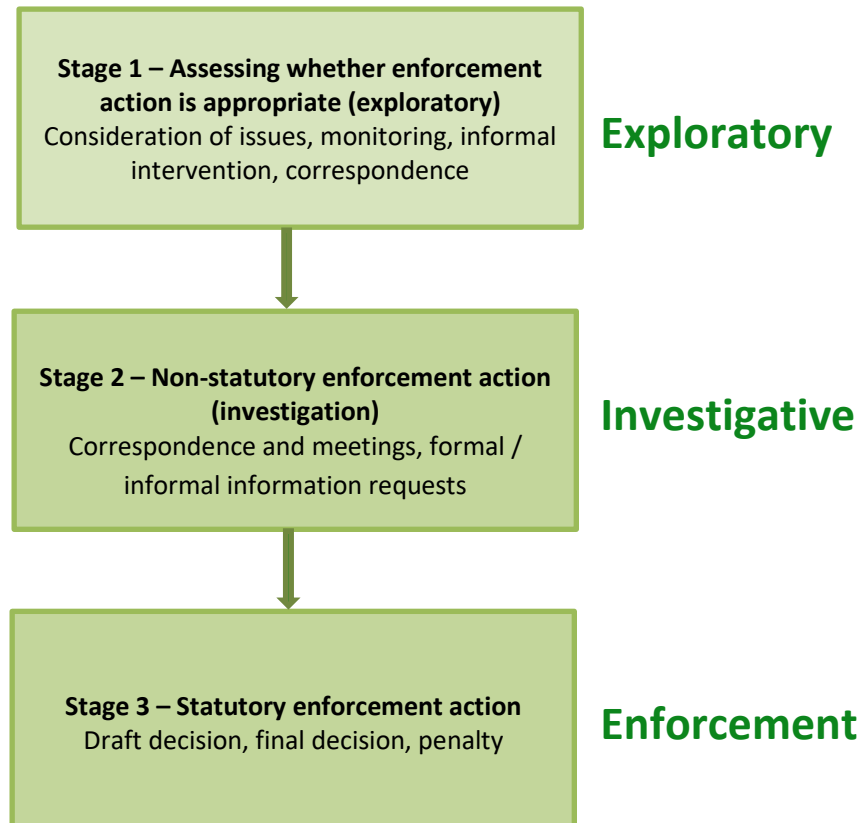 Stage 1 – Assessing whether enforcement
action is appropriate (exploratory)
Consideration of issues, monitoring, informal
intervention, correspondence
Exploratory
Stage 2 – Non-statutory enforcement action
(investigation)
Correspondence and meetings, formal /
informal information requests
Investigative
Stage 3 – Statutory enforcement action
Draft decision, final decision, penalty
Enforcement